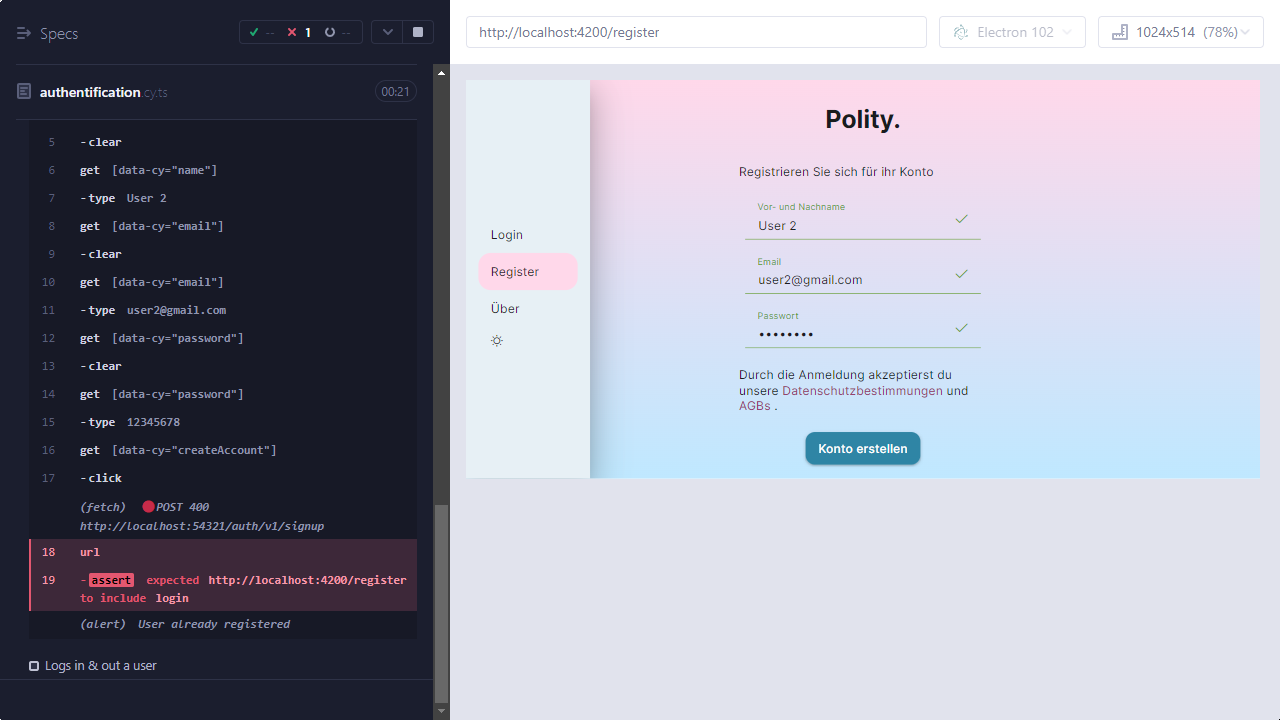 Specs
-- 1 --
http://localhost:4200/register
Electron 102
1024x514 (78%)
authentification.cy.ts
00:21
5 -clear
6 get [data-cy="name"]
7 -type User 2
8 get [data-cy="email"]
9 -clear
10 get [data-cy="email"]
11 -type user2@gmail.com
12 get [data-cy="password"]
13 -clear
14 get [data-cy="password"]
15 -type 12345678
16 get [data-cy="createAccount"]
17 -click
(fetch) POST 400
http://localhost:54321/auth/v1/signup
18 url
19 -assert expected http://localhost:4200/register
to include login
(alert) User already registered
Logs in & out a user
Login
Register
Über
Polity.
Registrieren Sie sich für ihr Konto
Vor- und Nachname
User 2
Email
user2@gmail.com
Passwort
••••••••
Durch die Anmeldung akzeptierst du
unsere Datenschutzbestimmungen und
AGBs .
Konto erstellen